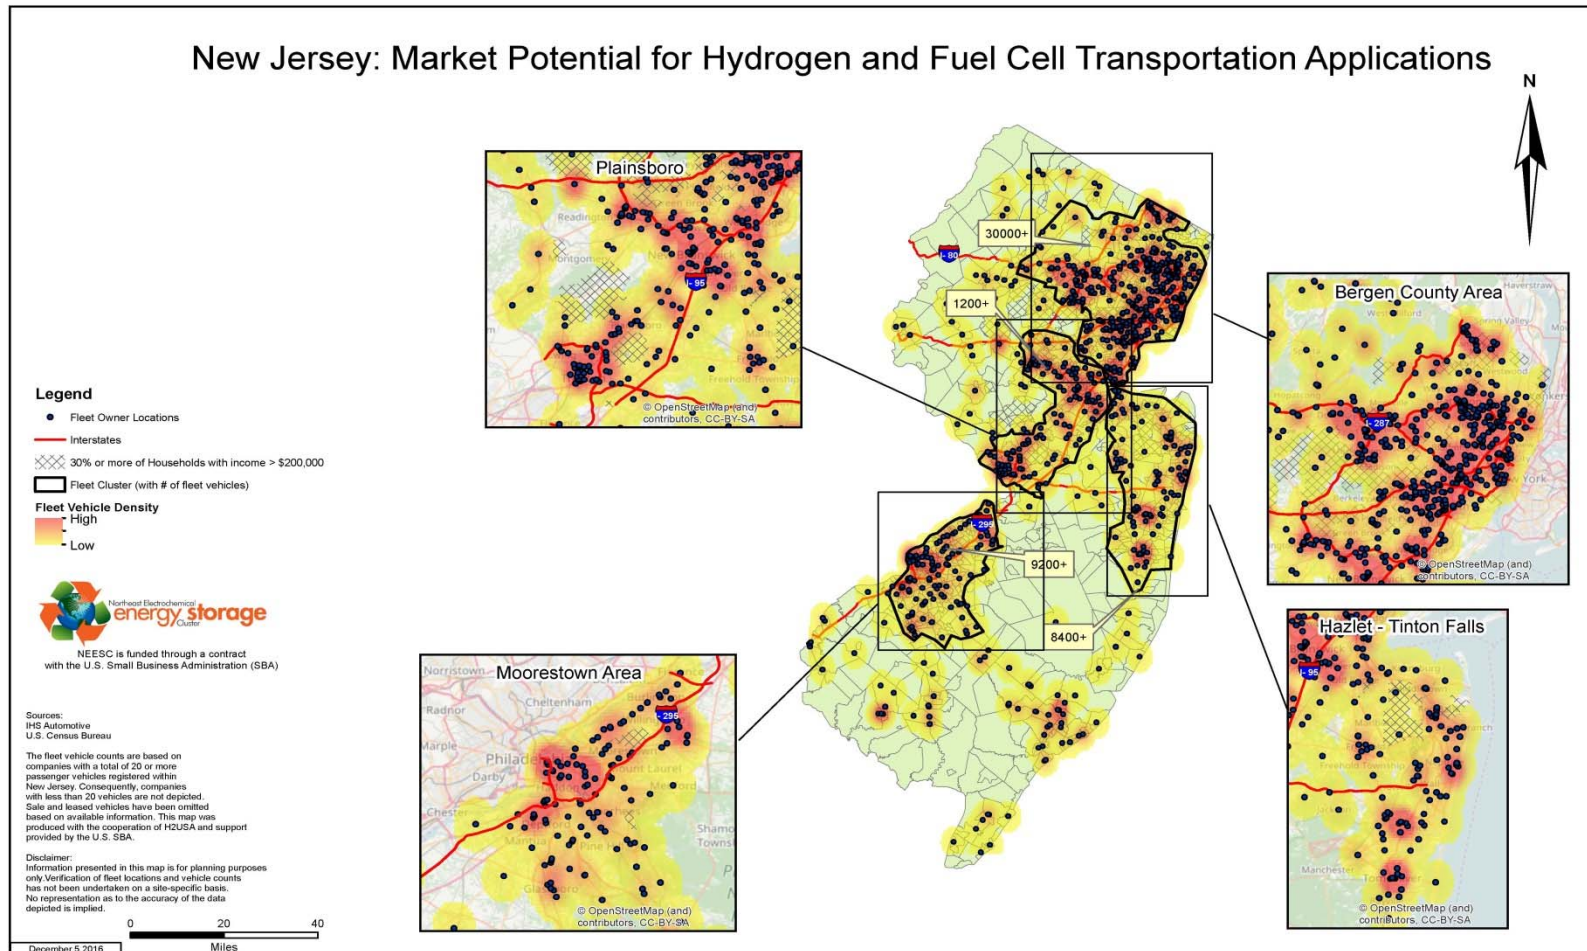 New Jersey: Market Potential for Hydrogen and Fuel Cell Transportation Applications
N
Plainsboro
Readington
Montgomery
I- 95
Freehold Township
© OpenStreetMap (and)
contributors, CC-BY-SA
30000+
I- 80
1200+
I- 295
9200+
8400+
Bergen County Area
Haverstraw
Spring Valley
Westwood
I- 287
© OpenStreetMap (and)
contributors, CC-BY-SA
Legend
Fleet Owner Locations
Interstates
30% or more of Households with income > $200,000
Fleet Cluster (with # of fleet vehicles)
Fleet Vehicle Density
High
Low
Northeast Electrochemical
energy storage
Cluster
NEESC is funded through a contract
with the U.S. Small Business Administration (SBA)
Sources:
IHS Automotive
U.S. Census Bureau
The fleet vehicle counts are based on
companies with a total of 20 or more
passenger vehicles registered within
New Jersey. Consequently, companies
with less than 20 vehicles are not depicted.
Sale and leased vehicles have been omitted
based on available information. This map was
produced with the cooperation of H2USA and support
provided by the U.S. SBA.
Disclaimer:
Information presented in this map is for planning purposes
only.Verification of fleet locations and vehicle counts
has not been undertaken on a site-specific basis.
No representation as to the accuracy of the data
depicted is implied.
0 20 40
Miles
December 5,2016
Moorestown Area
Norristown
Cheltenham
Radnor
I- 295
Marple
Darby
Mount Laurel
Medford
Chester
Mantua
Glassboro
© OpenStreetMap (and)
contributors, CC-BY-SA
Hazlet - Tinton Falls
I- 95
Freehold Township
Manchester
© OpenStreetMap (and)
contributors, CC-BY-SA